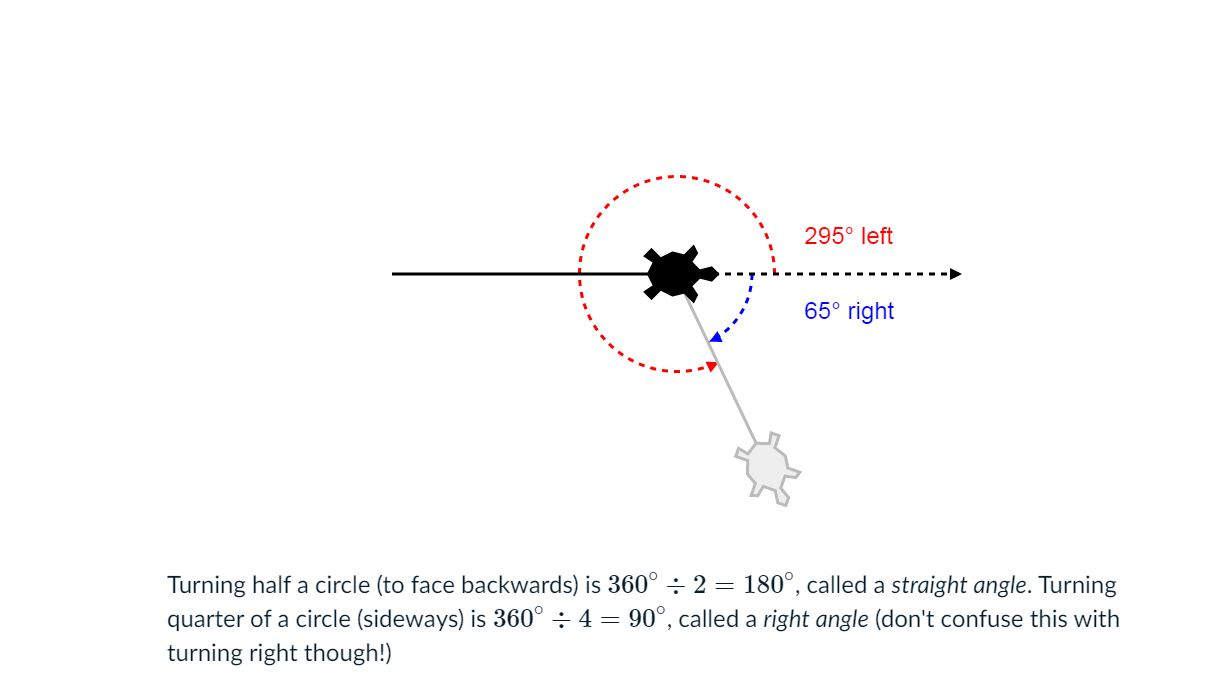 295° left
65° right
Turning half a circle (to face backwards) is 360° ÷ 2 = 180°, called a straight angle. Turning
quarter of a circle (sideways) is 360° ÷ 4 = 90°, called a right angle (don't confuse this with
turning right though!)